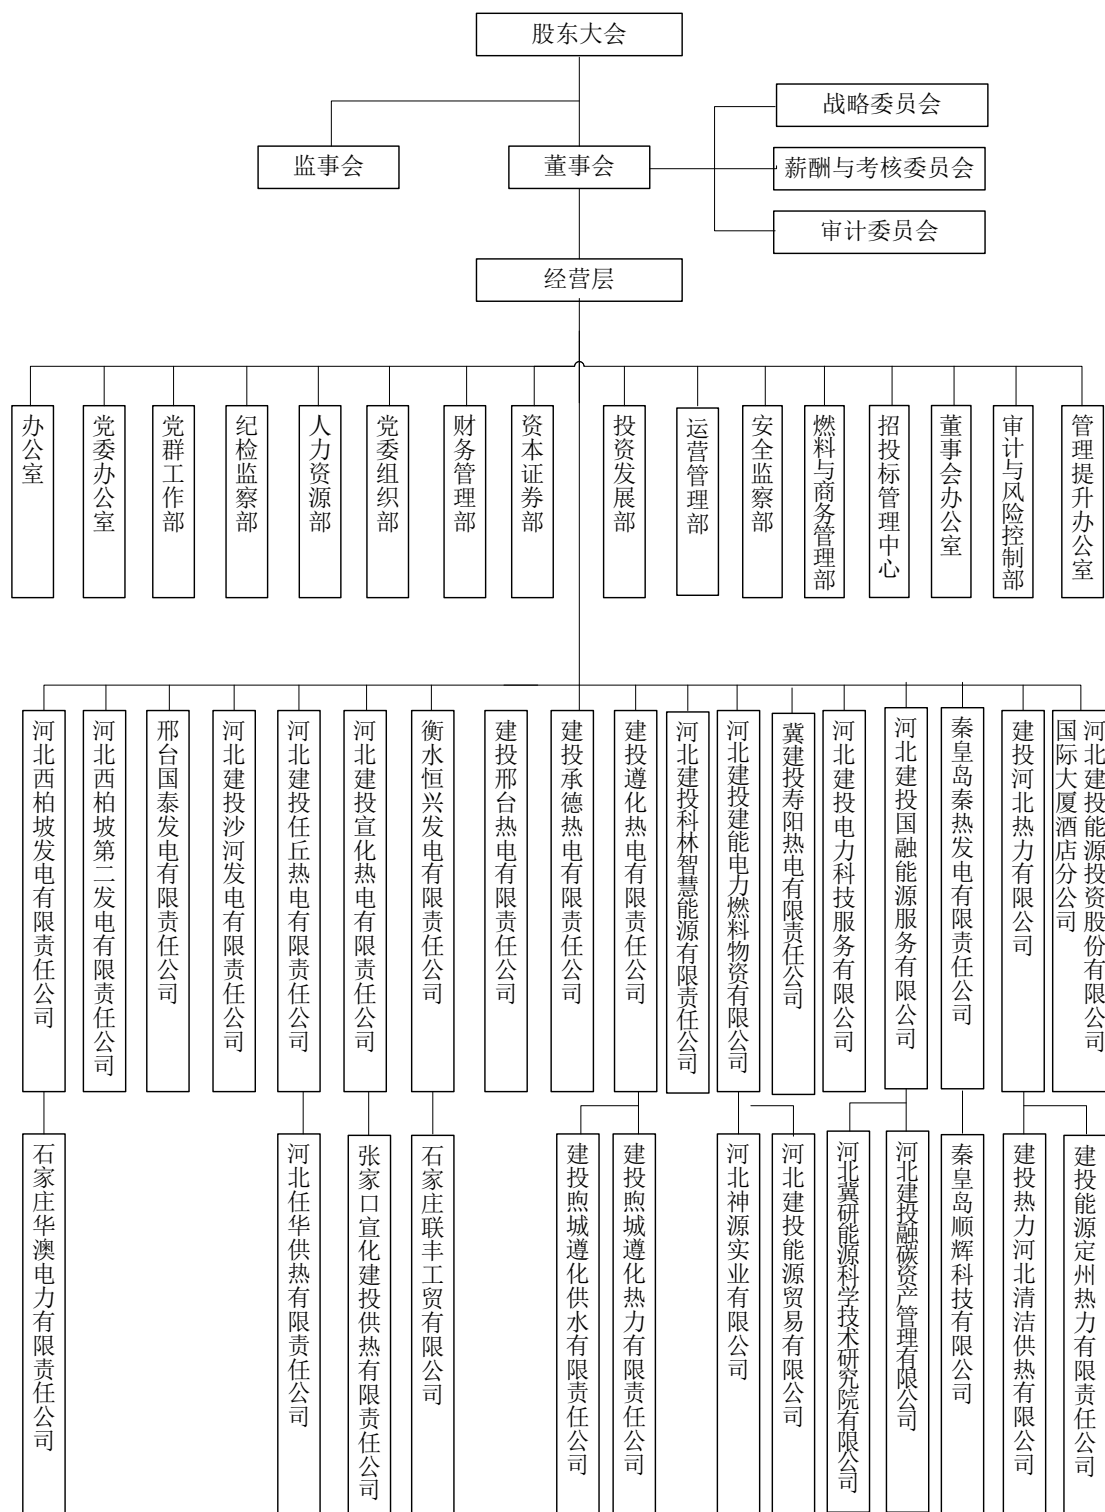 股东大会
战略委员会
监事会
董事会
薪酬与考核委员会
审计委员会
经营层
办公室
党委办公室
党群工作部
纪检监察部
人力资源部
党委组织部
财务管理部
资本证券部
投资发展部
运营管理部
安全监察部
燃料与商务管理部
招投标管理中心
董事会办公室
审计与风险控制部
管理提升办公室
河北西柏坡发电有限责任公司
河北西柏坡第二发电有限责任公司
邢台国泰发电有限责任公司
河北建投沙河发电有限责任公司
河北建投任丘热电有限责任公司
河北建投宣化热电有限责任公司
衡水恒兴发电有限责任公司
建投邢台热电有限责任公司
建投承德热电有限责任公司
建投遵化热电有限责任公司
河北建投科林智慧能源有限责任公司
河北建投建能电力燃料物资有限公司
冀建投寿阳热电有限责任公司
河北建投电力科技服务有限公司
河北建投国融能源服务有限公司
秦皇岛秦热发电有限责任公司
建投河北热力有限公司
河北建投能源投资股份有限公司
国际大厦酒店分公司
石家庄华澳电力有限责任公司
河北任华供热有限责任公司
张家口宣化建投供热有限责任公司
石家庄联丰工贸有限公司
建投煦城遵化供水有限责任公司
建投煦城遵化热力有限责任公司
河北神源实业有限公司
河北建投能源贸易有限公司
河北冀研能源科学技术研究院有限公司
河北建投融碳资产管理有限公司
秦皇岛顺辉科技有限公司
建投热力河北清洁供热有限公司
建投能源定州热力有限责任公司